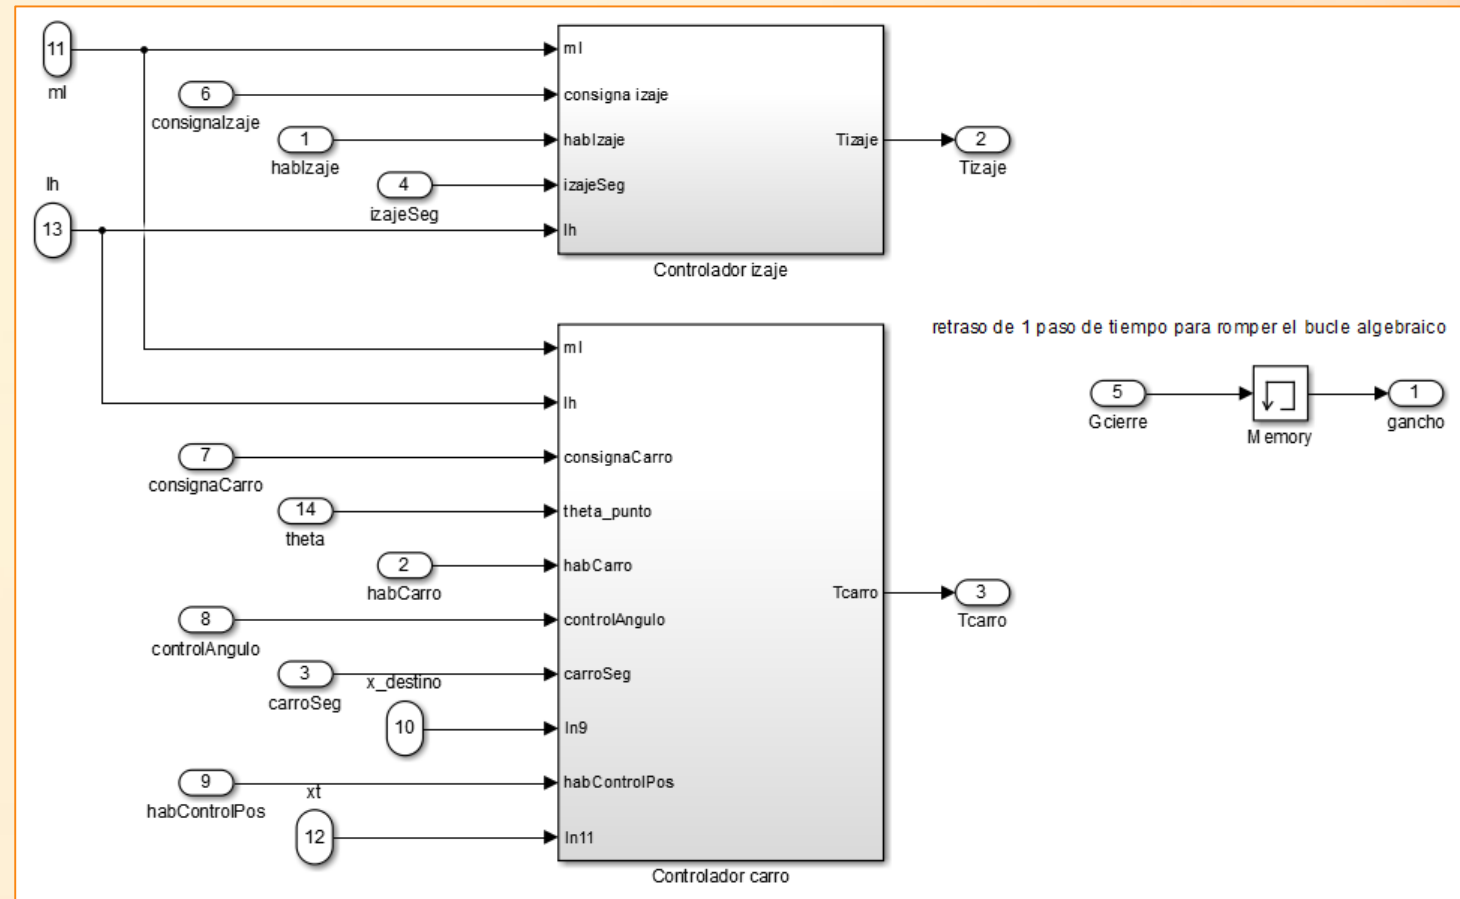 11
ml
6
consignaIzaje
1
habIzaje
4
izajeSeg
lh
13
ml
consigna izaje
habIzaje
izajeSeg
lh
Tizaje
Controlador izaje
2
Tizaje
retraso de 1 paso de tiempo para romper el bucle algebraico
5
Gcierre
Memory
1
gancho
7
consignaCarro
14
theta
2
habCarro
8
controlAngulo
3
carroSeg
x_destino
10
9
habControlPos
xt
12
ml
lh
consignaCarro
theta_punto
habCarro
controlAngulo
carroSeg
In9
habControlPos
In11
Tcarro
Controlador carro
3
Tcarro